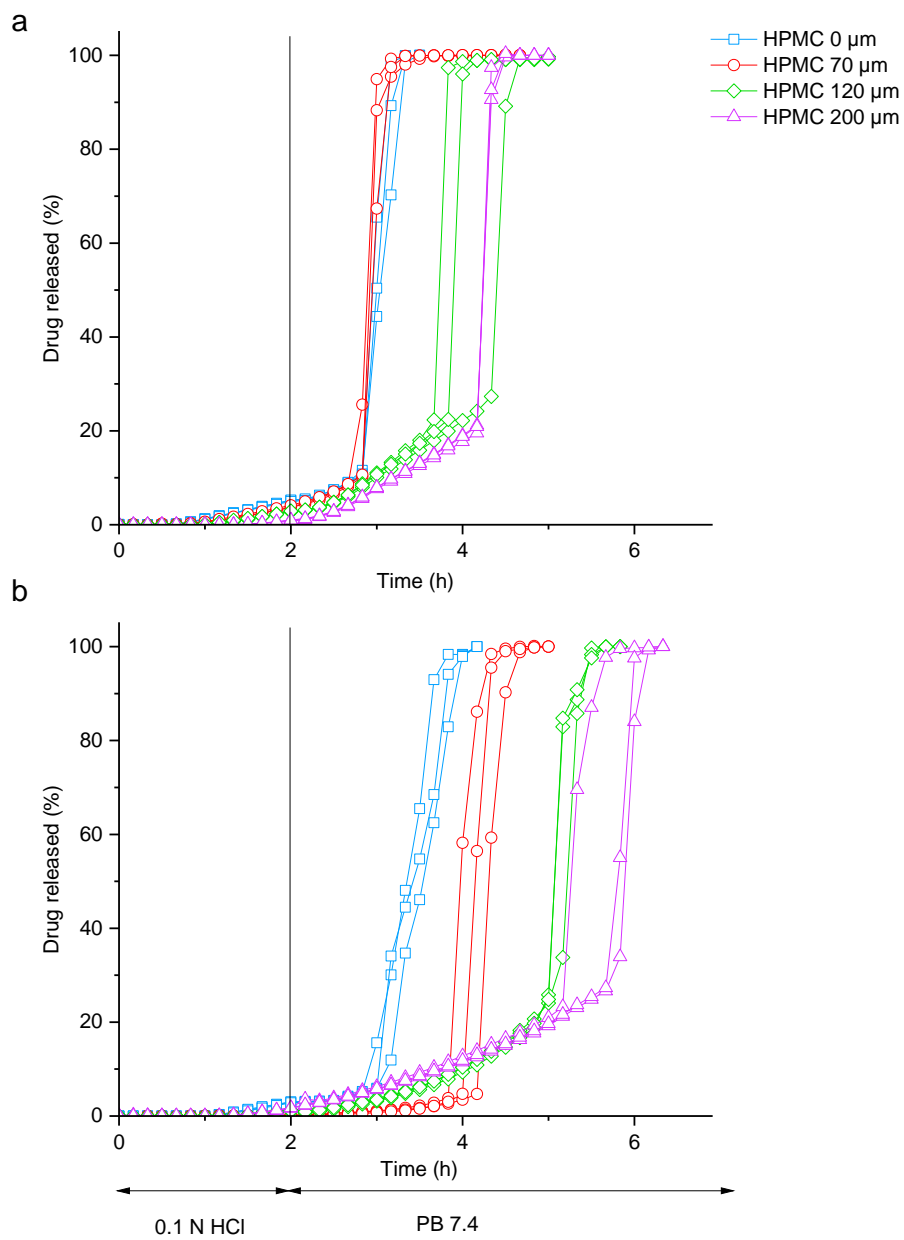 a
HPMC 0 µm
HPMC 70 µm
HPMC 120 µm
HPMC 200 µm
100
80
60
40
20
0
Drug released (%)
0
2
4
6
Time (h)
b
100
80
60
40
20
0
Drug released (%)
0
2
4
6
Time (h)
0.1 N HCl
PB 7.4